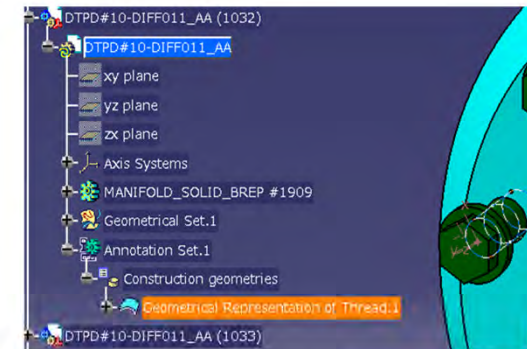 DTPD#10-DIFF011_AA (1032)
DTPD#10-DIFF011_AA
xy plane
yz plane
zx plane
Axis Systems
MANIFOLD_SOLID_BREP #1909
Geometrical Set.1
Annotation Set.1
Construction geometries
Geometrical Representation of Thread.1
DTPD#10-DIFF011_AA (1033)